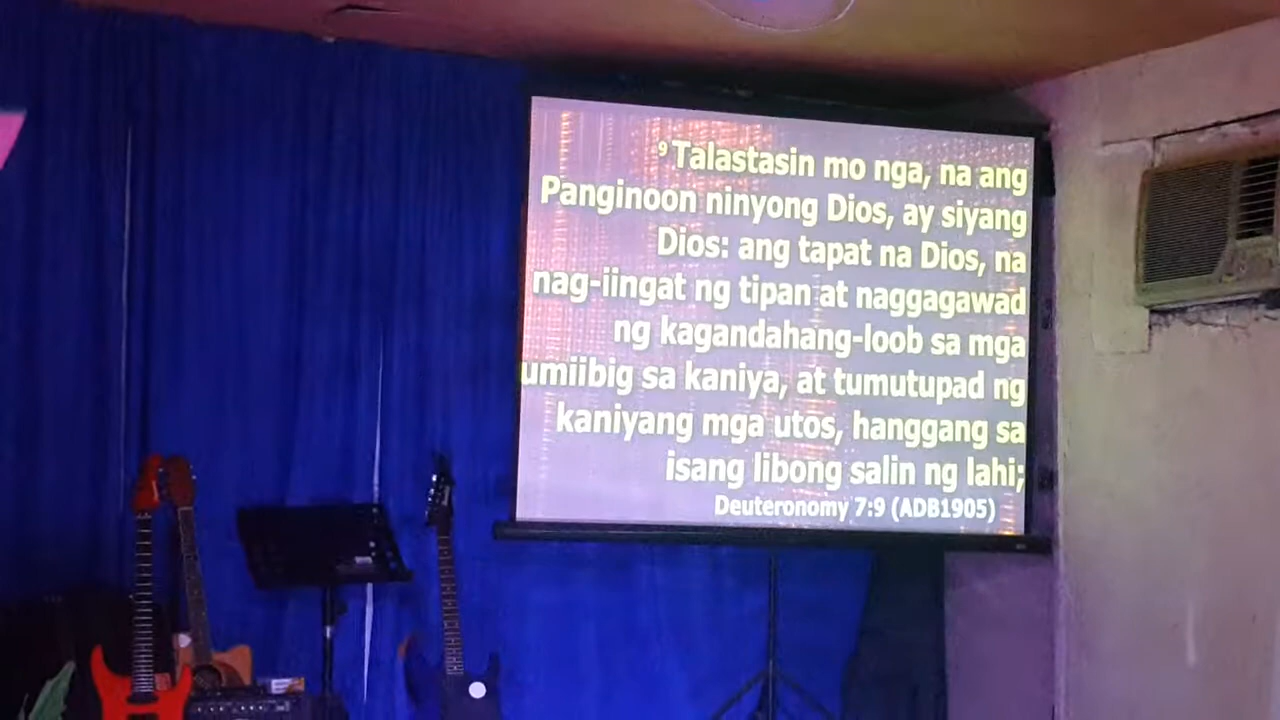 9 Talastasin mo nga, na ang
Panginoon ninyong Dios, ay siyang
Dios: ang tapat na Dios, na
nag-iingat ng tipan at naggagawad
ng kagandahang-loob sa mga
umiibig sa kaniya, at tumutupad ng
kaniyang mga utos, hanggang sa
isang libong salin ng lahi;
Deuteronomy 7:9 (ADB1905)